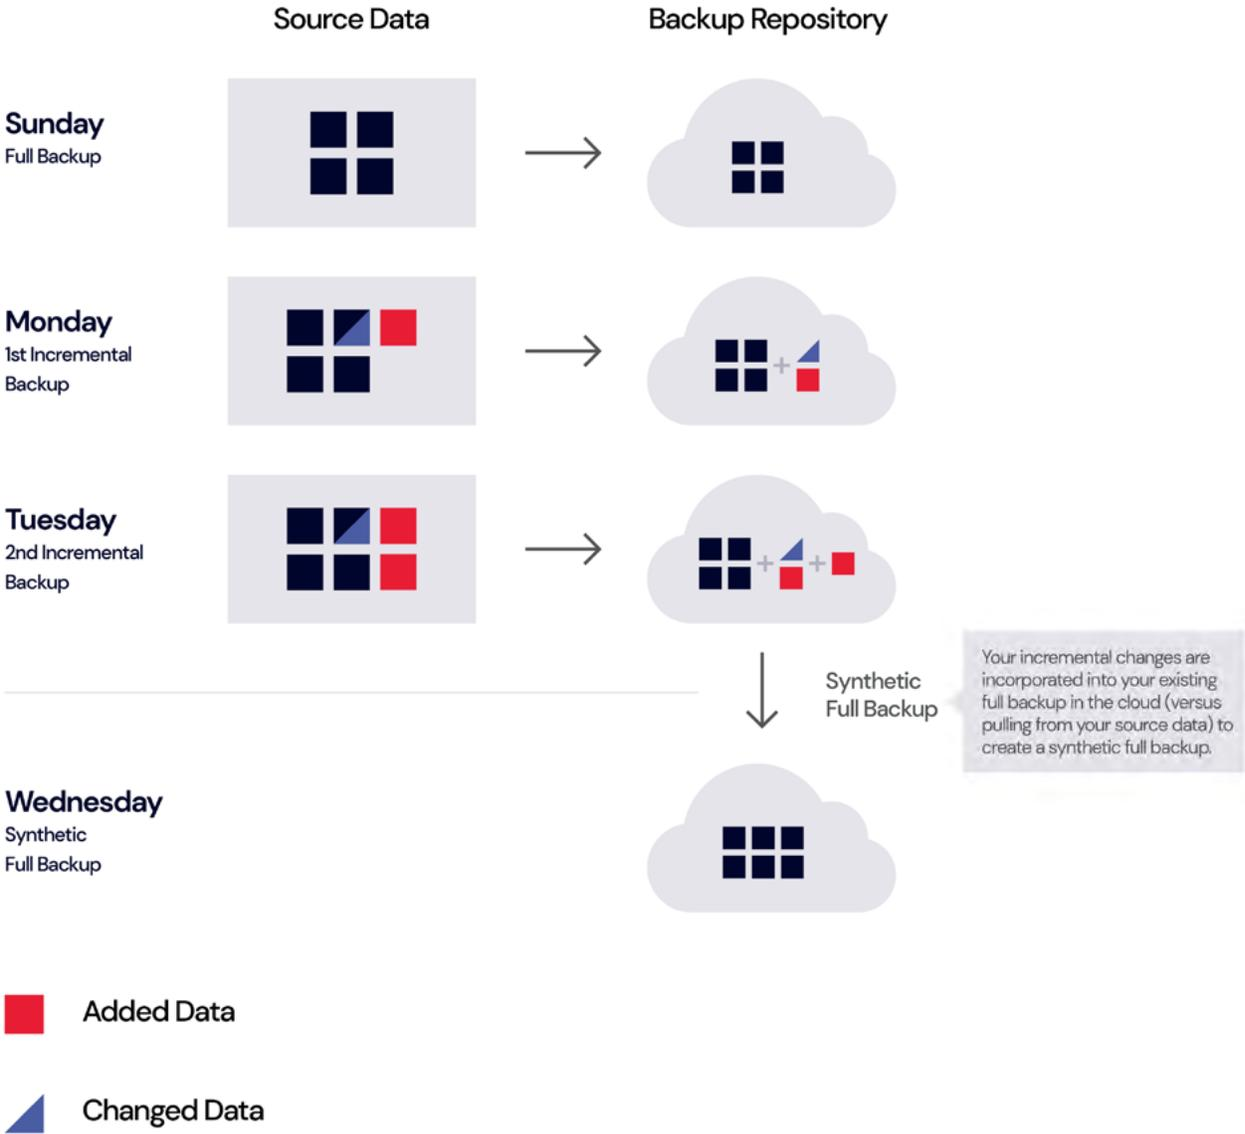 Source Data
Backup Repository
Sunday
Full Backup
Monday
1st Incremental
Backup
Tuesday
2nd Incremental
Backup
Synthetic
Full Backup
Your incremental changes are
incorporated into your existing
full backup in the cloud (versus
pulling from your source data) to
create a synthetic full backup.
Wednesday
Synthetic
Full Backup
Added Data
Changed Data